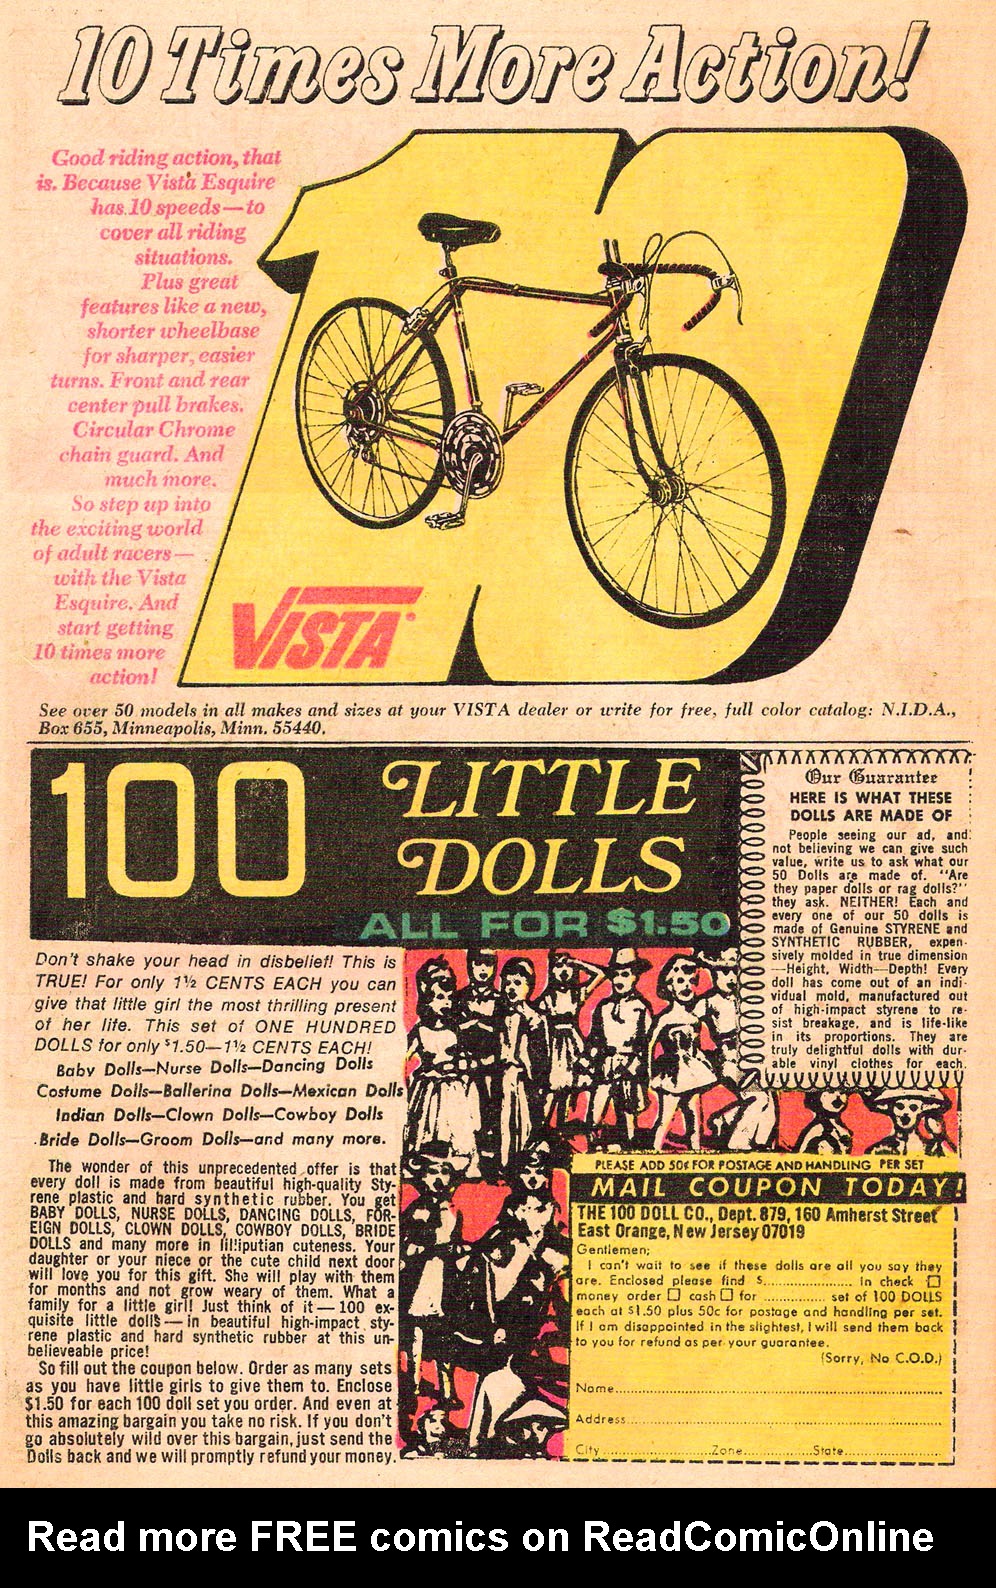 10 Times More Action!
Good riding action, that
is. Because Vista Esquire
has 10 speeds—to
cover all riding
situations.
Plus great
features like a new,
shorter wheelbase
for sharper, easier
turns. Front and rear
center pull brakes.
Circular Chrome
chain guard. And
much more.
So step up into
the exciting world
of adult racers—
with the Vista
Esquire. And
start getting
10 times more
action!
10
VISTA
See over 50 models in all makes and sizes at your VISTA dealer or write for free, full color catalog: N.I.D.A.,
Box 655, Minneapolis, Minn. 55440.
100 LITTLE
DOLLS
ALL FOR $1.50
Don't shake your head in disbelief! This is
TRUE! For only 1½ CENTS EACH you can
give that little girl the most thrilling present
of her life. This set of ONE HUNDRED
DOLLS for only $1.50—1½ CENTS EACH!
Baby Dolls—Nurse Dolls—Dancing Dolls
Costume Dolls—Ballerina Dolls—Mexican Dolls
Indian Dolls—Clown Dolls—Cowboy Dolls
Bride Dolls—Groom Dolls—and many more.
The wonder of this unprecedented offer is that
every doll is made from beautiful high-quality Sty-
rene plastic and hard synthetic rubber. You get
BABY DOLLS, NURSE DOLLS, DANCING DOLLS, FOR-
EIGN DOLLS, CLOWN DOLLS, COWBOY DOLLS, BRIDE
DOLLS and many more in lilliputian cuteness. Your
daughter or your niece or the cute child next door
will love you for this gift. She will play with them
for months and not grow weary of them. What a
family for a little girl! Just think of it — 100 ex-
quisite little dolls — in beautiful high-impact sty-
rene plastic and hard synthetic rubber at this un-
believeable price!
So fill out the coupon below. Order as many sets
as you have little girls to give them to. Enclose
$1.50 for each 100 doll set you order. And even at
this amazing bargain you take no risk. If you don't
go absolutely wild over this bargain, just send the
Dolls back and we will promptly refund your money.
Our Guarantee
HERE IS WHAT THESE
DOLLS ARE MADE OF
People seeing our ad, and
not believing we can give such
value, write us to ask what our
50 Dolls are made of. "Are
they paper dolls or rag dolls?"
they ask. NEITHER! Each and
every one of our 50 dolls is
made of Genuine STYRENE and
SYNTHETIC RUBBER, expen-
sively molded in true dimension
—Height, Width—Depth! Every
doll has come out of an indi-
vidual mold, manufactured out
of high-impact styrene to re-
sist breakage, and is life-like
in its proportions. They are
truly delightful dolls with dur-
able vinyl clothes for each.
PLEASE ADD 50¢ FOR POSTAGE AND HANDLING PER SET
MAIL COUPON TODAY!
THE 100 DOLL CO., Dept. 879, 160 Amherst Street
East Orange, New Jersey 07019
Gentlemen;
I can't wait to see if these dolls are all you say they
are. Enclosed please find $.................... in check □
money order □ cash □ for .............. set of 100 DOLLS
each at $1.50 plus 50c for postage and handling per set.
If I am disappointed in the slightest, I will send them back
to you for refund as per your guarantee.
(Sorry, No C.O.D.)
Name..........
Address..........
City..........Zone..........State..........
Read more FREE comics on ReadComicOnline